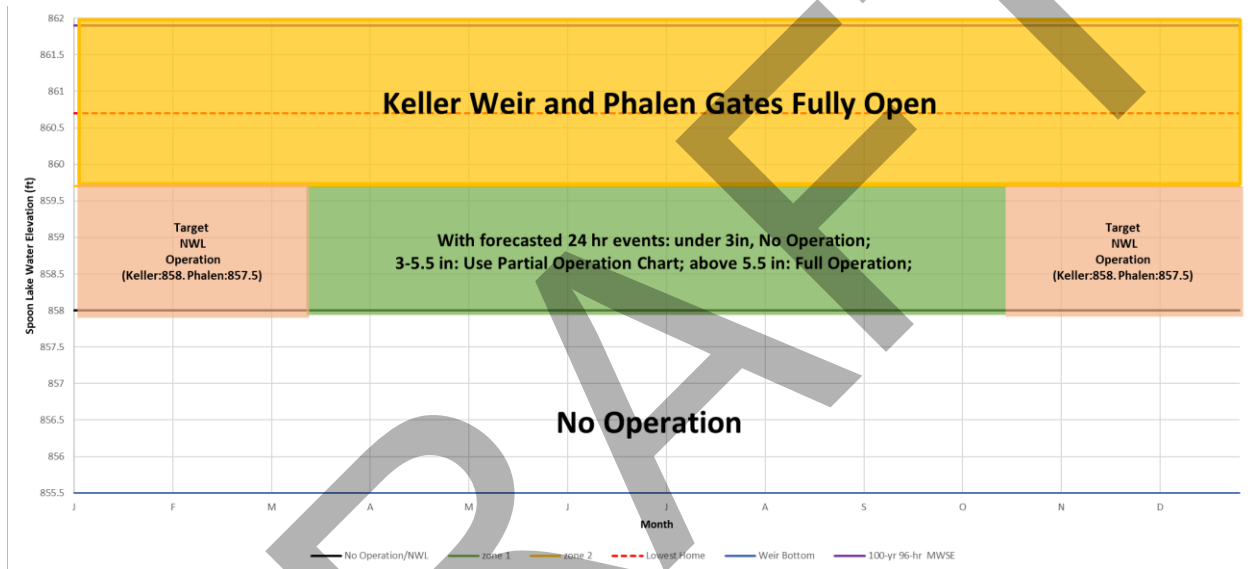 862
861.5
861
860.5
860
859.5
859
858.5
858
857.5
857
856.5
856
855.5
Spoon Lake Water Elevation (ft)
Keller Weir and Phalen Gates Fully Open
Target
NWL
Operation
(Keller:858. Phalen:857.5)
With forecasted 24 hr events: under 3in, No Operation;
3-5.5 in: Use Partial Operation Chart; above 5.5 in: Full Operation;
Target
NWL
Operation
(Keller:858. Phalen:857.5)
No Operation
J F M A M J J A S O N D
Month
No Operation/NWL zone 1 zone 2 Lowest Home Weir Bottom 100-yr 96-hr MWSE
DRAFT